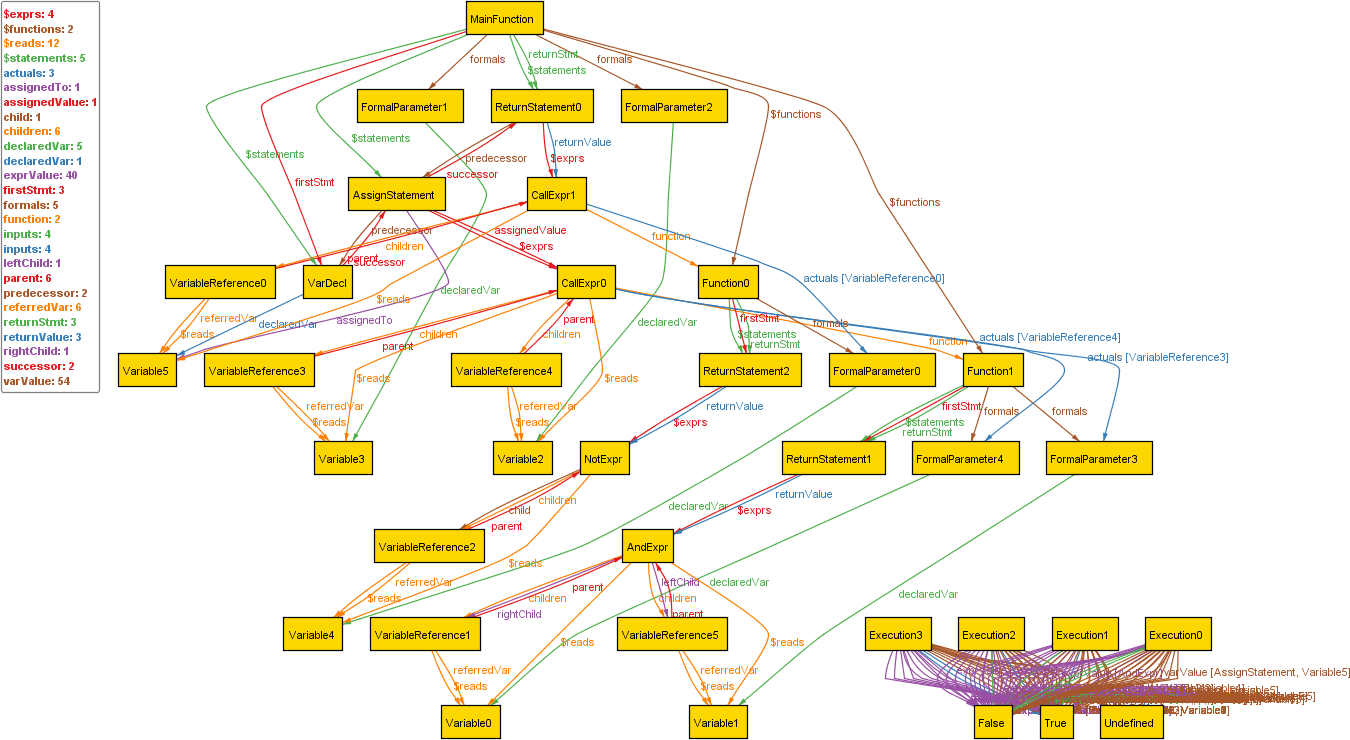 $exprs: 4
$functions: 2
$reads: 12
$statements: 5
actuals: 3
assignedTo: 1
assignedValue: 1
child: 1
children: 6
declaredVar: 5
declaredVar: 1
exprValue: 40
firstStmt: 3
formals: 5
function: 2
inputs: 4
inputs: 4
leftChild: 1
parent: 6
predecessor: 2
referredVar: 6
returnStmt: 3
returnValue: 3
rightChild: 1
successor: 2
varValue: 54
MainFunction
returnStmt
formals
formals
$statements
FormalParameter1
ReturnStatement0
FormalParameter2
$functions
$statements
returnValue
$statements
predecessor
$exprs
successor
firstStmt
AssignStatement
CallExpr1
$functions
predecessor
assignedValue
function
children
$exprs
parent
successor
VariableReference0
VarDecl
CallExpr0
Function0
actuals [VariableReference0]
declaredVar
$reads
referredVar
declaredVar
assignedTo
declaredVar
firstStmt
formals
$reads
children
children
parent
$statements
actuals [VariableReference4]
parent
returnStmt
function
actuals [VariableReference3]
Variable5
VariableReference3
VariableReference4
ReturnStatement2
FormalParameter0
Function1
$reads
$reads
referredVar
referredVar
returnValue
firstStmt
formals
formals
$reads
$reads
$exprs
$statements
returnStmt
Variable3
Variable2
NotExpr
ReturnStatement1
FormalParameter4
FormalParameter3
children
returnValue
child
declaredVar
$exprs
parent
VariableReference2
AndExpr
$reads
referredVar
leftChild
declaredVar
parent
$reads
children
children
declaredVar
rightChild
parent
Variable4
VariableReference1
VariableReference5
Execution3
Execution2
Execution1
Execution0
$reads
$reads
referredVar
referredVar
varValue [AssignStatement, Variable5]
$reads
$reads
Variable0
Variable1
False
True
Undefined